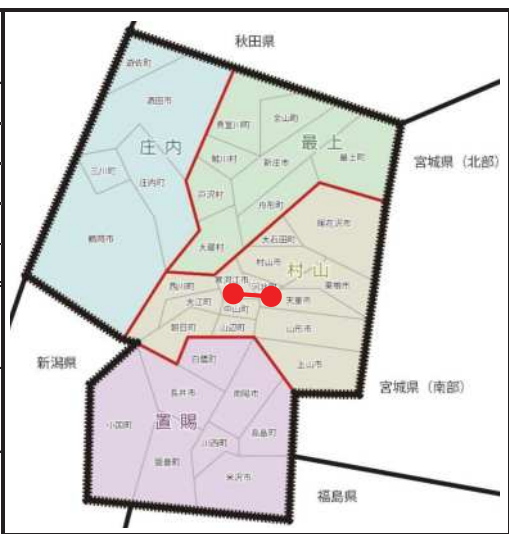 秋田県
遊佐町
酒田市
金山町
真室川町
庄内
最上
三川町
庄内町
鮭川村
新庄市
最上町
宮城県（北部）
戸沢村
舟形町
鶴岡市
大蔵村
大石田町
尾花沢市
村山市
村山
西川町
寒河江市
河北町
東根市
大江町
中山町
天童市
朝日町
山辺町
山形市
新潟県
白鷹町
上山市
宮城県（南部）
長井市
南陽市
小国町
置賜
高畠町
川西町
飯豊町
米沢市
福島県